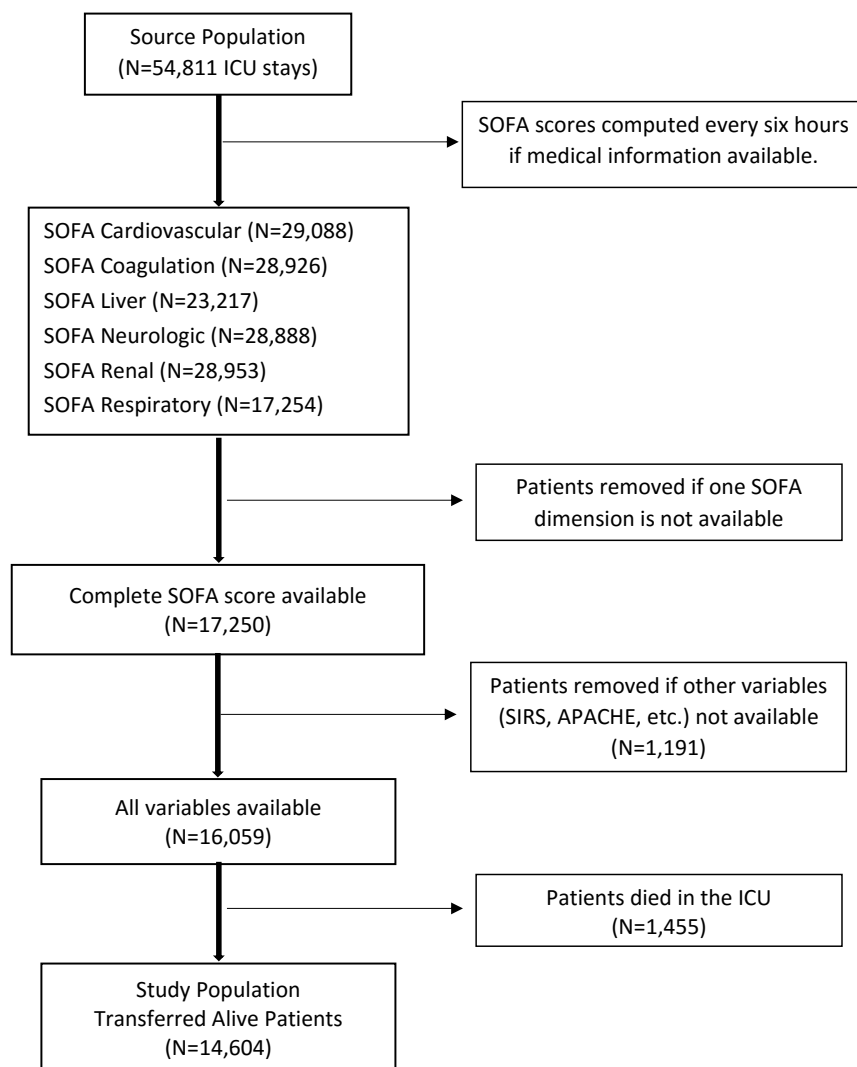 Source Population
(N=54,811 ICU stays)
SOFA scores computed every six hours
if medical information available.
SOFA Cardiovascular (N=29,088)
SOFA Coagulation (N=28,926)
SOFA Liver (N=23,217)
SOFA Neurologic (N=28,888)
SOFA Renal (N=28,953)
SOFA Respiratory (N=17,254)
Patients removed if one SOFA
dimension is not available
Complete SOFA score available
(N=17,250)
Patients removed if other variables
(SIRS, APACHE, etc.) not available
(N=1,191)
All variables available
(N=16,059)
Patients died in the ICU
(N=1,455)
Study Population
Transferred Alive Patients
(N=14,604)